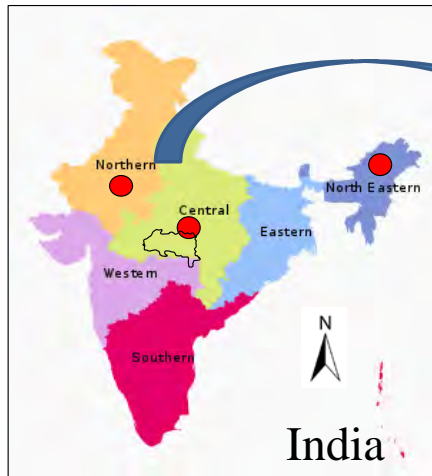 Northern
North Eastern
Central
Eastern
Western
N
Southern
India